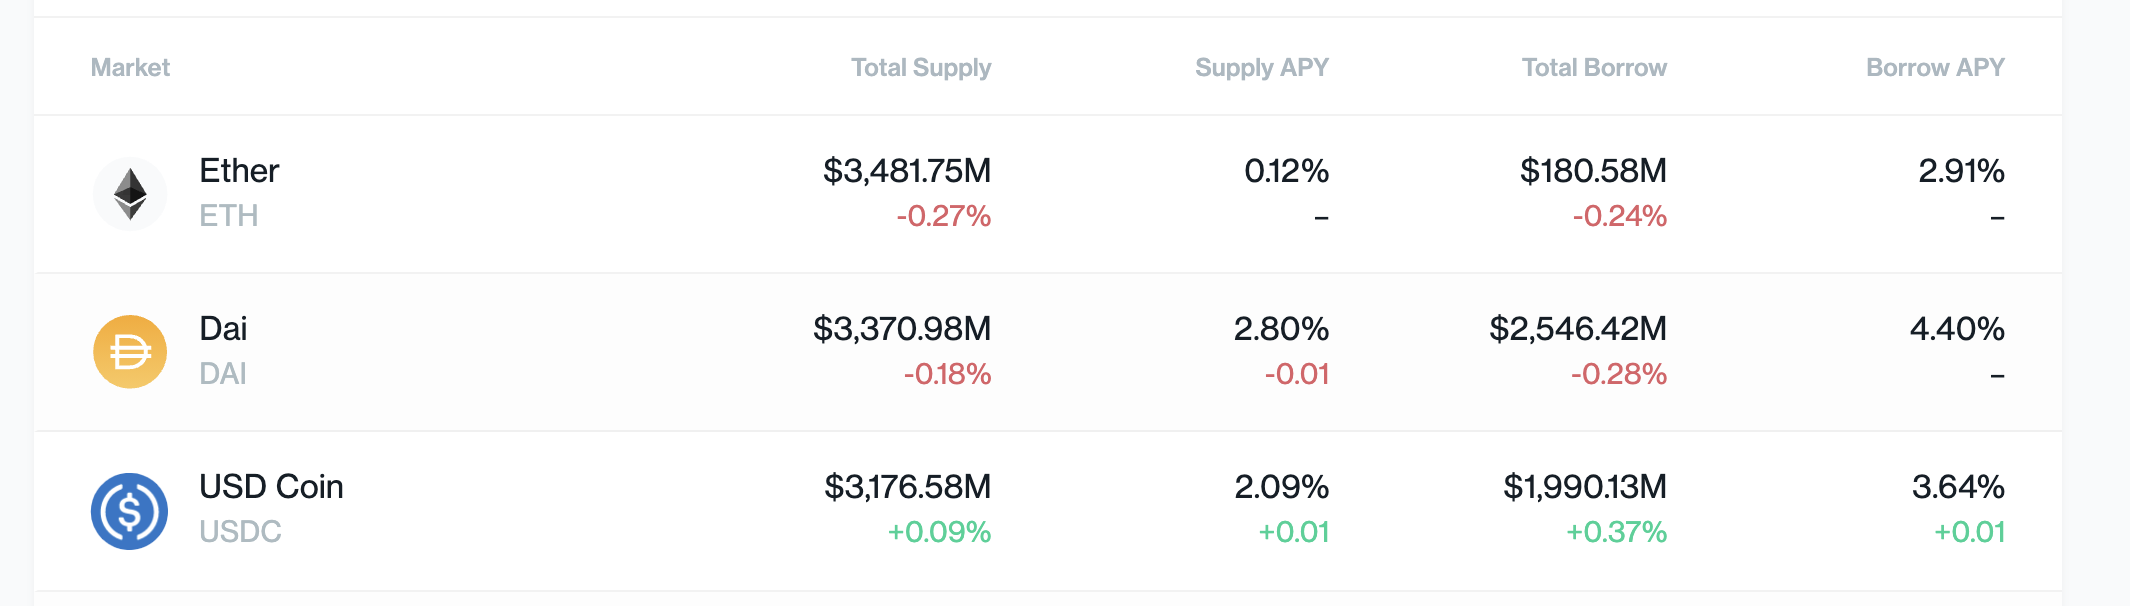 Market Total Supply Supply APY Total Borrow Borrow APY
Ether $3,481.75M 0.12% $180.58M 2.91%
ETH -0.27% – -0.24% –
Dai $3,370.98M 2.80% $2,546.42M 4.40%
DAI -0.18% -0.01 -0.28% –
USD Coin $3,176.58M 2.09% $1,990.13M 3.64%
USDC +0.09% +0.01 +0.37% +0.01